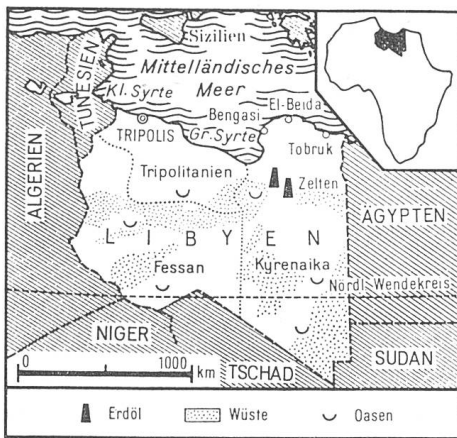 Sizilien
Mittelländisches
Meer
TUNESIEN
Kl. Syrte
El-Beida
Bengasi
TRIPOLIS
Gr. Syrte
Tobruk
ALGERIEN
Tripolitanien
Zelten
ÄGYPTEN
LIBYEN
Fessan
Kyrenaika
Nördl. Wendekreis
NIGER
SUDAN
TSCHAD
0 1000
km
Erdöl Wüste Oasen